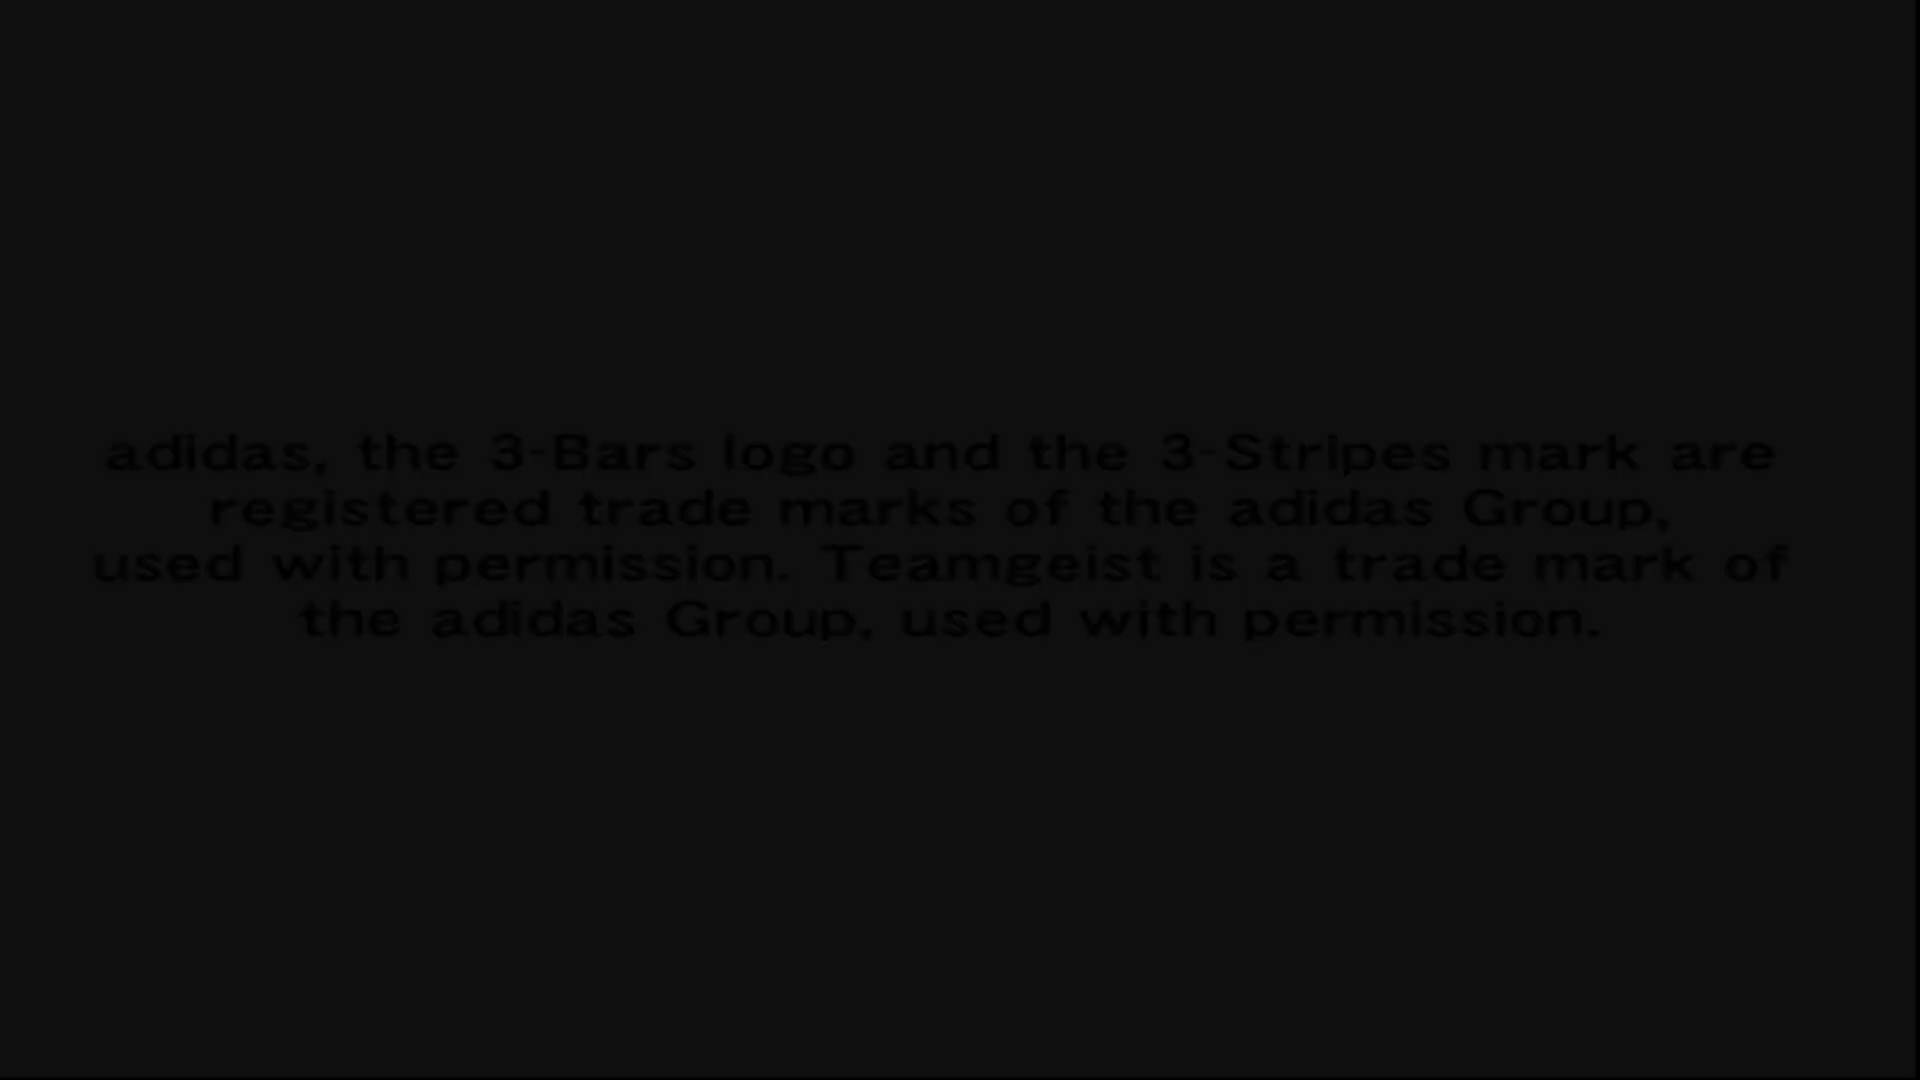 adidas, the 3-Bars logo and the 3-Stripes mark are
registered trade marks of the adidas Group,
used with permission. Teamgeist is a trade mark of
the adidas Group, used with permission.